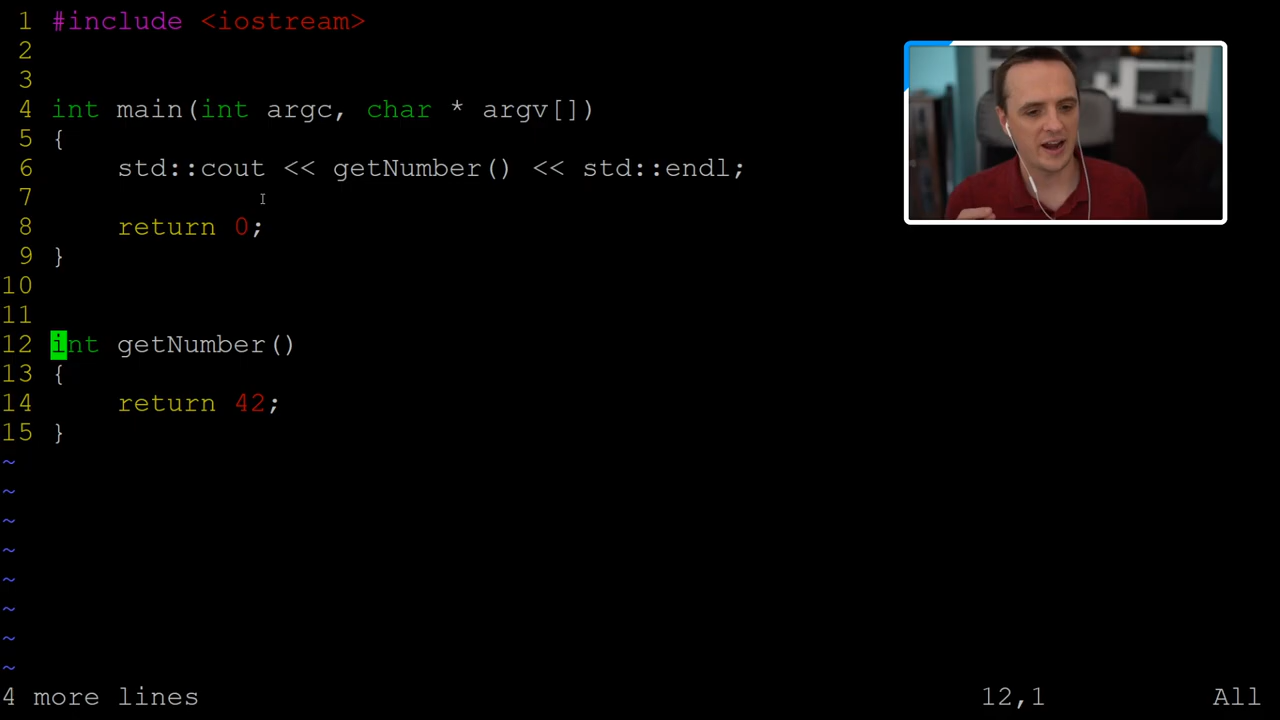 1 #include <iostream>
2
3
4 int main(int argc, char * argv[])
5 {
6     std::cout << getNumber() << std::endl;
7
8     return 0;
9 }
10
11
12 int getNumber()
13 {
14     return 42;
15 }
~
~
~
~
~
~
~
~
4 more lines 12,1 All